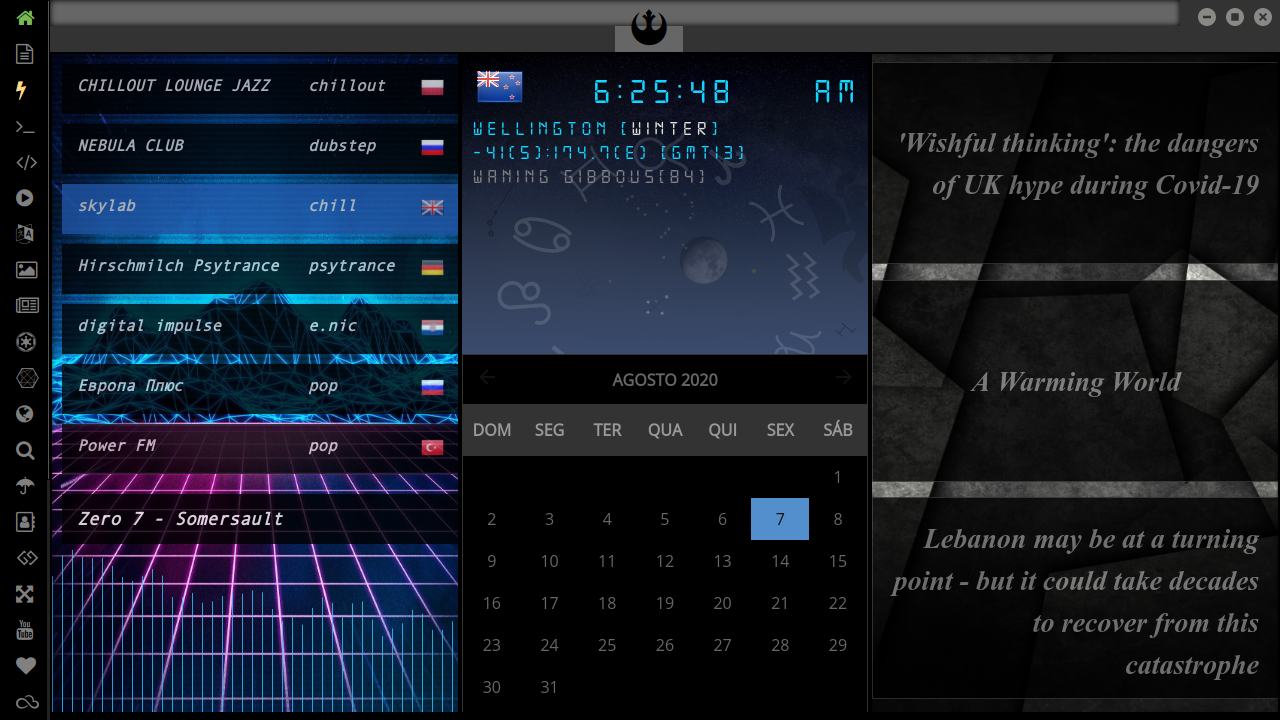 CHILLOUT LOUNGE JAZZ chillout
NEBULA CLUB dubstep
skylab chill
Hirschmilch Psytrance psytrance
digital impulse e.nic
Европа Плюс pop
Power FM pop
Zero 7 - Somersault
You
Tube
6:25:48 AM
WELLINGTON [WINTER]
-41(S):174.7(E) [GMT13]
WANING GIBBOUS[84]
AGOSTO 2020
DOM SEG TER QUA QUI SEX SÁB
1
2 3 4 5 6 7 8
9 10 11 12 13 14 15
16 17 18 19 20 21 22
23 24 25 26 27 28 29
30 31
'Wishful thinking': the dangers
of UK hype during Covid-19
A Warming World
Lebanon may be at a turning
point - but it could take decades
to recover from this
catastrophe